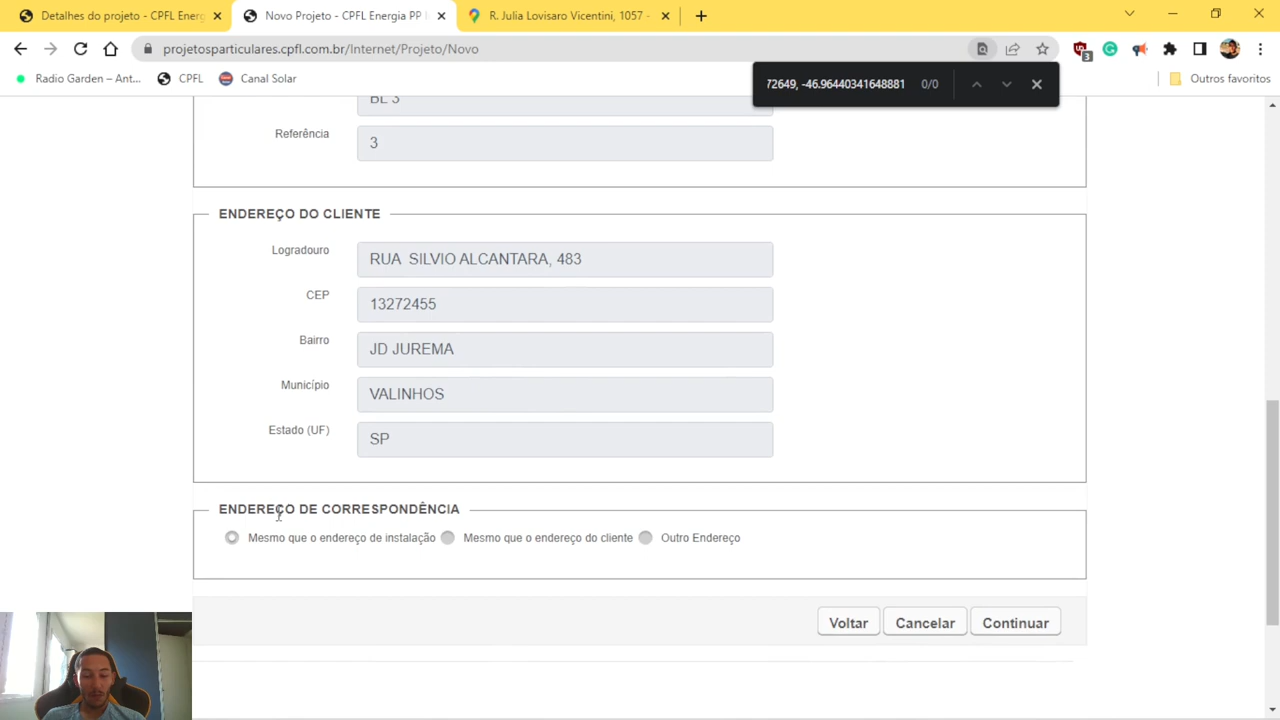 Detalhes do projeto - CPFL Energ
Novo Projeto - CPFL Energia PP I
R. Julia Lovisaro Vicentini, 1057 -
projetosparticulares.cpfl.com.br/Internet/Projeto/Novo
3
Radio Garden – Ant...
CPFL
Canal Solar
Outros favoritos
72649, -46.96440341648881
0/0
BL 3
Referência
3
ENDEREÇO DO CLIENTE
Logradouro
RUA SILVIO ALCANTARA, 483
CEP
13272455
Bairro
JD JUREMA
Município
VALINHOS
Estado (UF)
SP
ENDEREÇO DE CORRESPONDÊNCIA
Mesmo que o endereço de instalação
Mesmo que o endereço do cliente
Outro Endereço
Voltar
Cancelar
Continuar